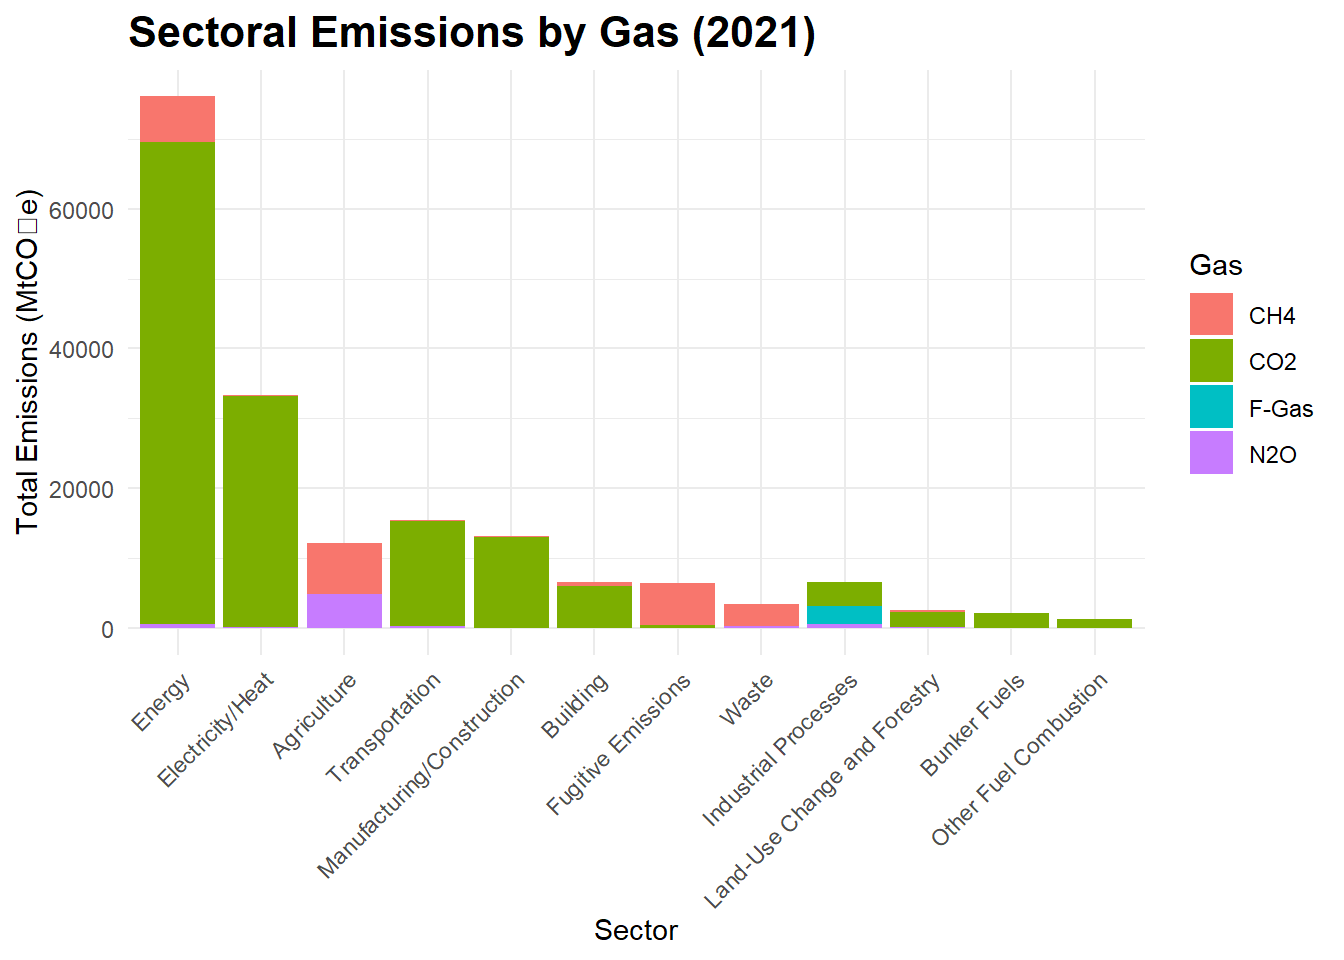 Sectoral Emissions by Gas (2021)
Total Emissions (MtCO□e)
60000
40000
20000
0
Energy
Electricity/Heat
Agriculture
Transportation
Manufacturing/Construction
Building
Fugitive Emissions
Waste
Industrial Processes
Land-Use Change and Forestry
Bunker Fuels
Other Fuel Combustion
Sector
Gas
CH4
CO2
F-Gas
N2O